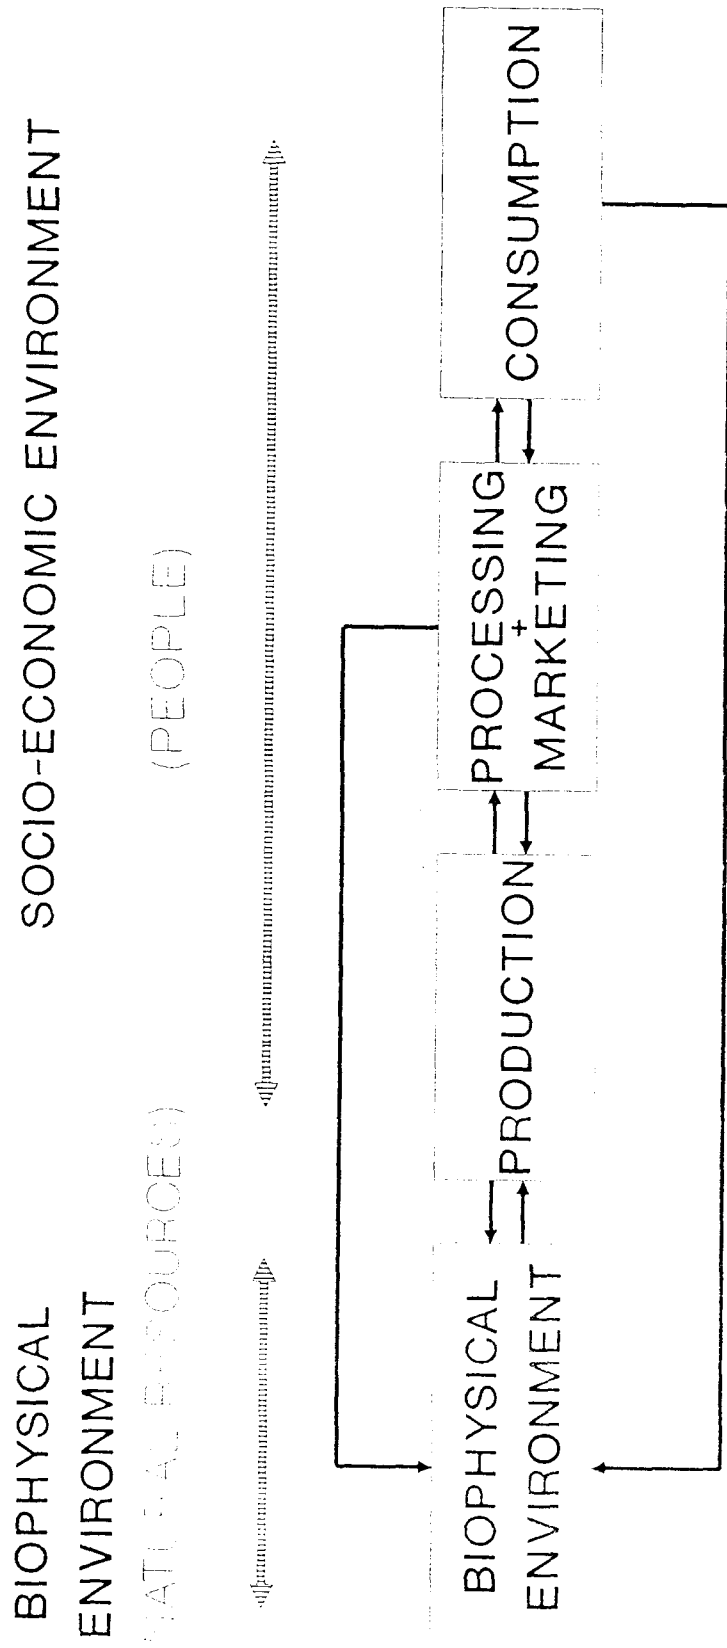 BIOPHYSICAL
ENVIRONMENT
SOCIO-ECONOMIC ENVIRONMENT
(PEOPLE)
BIOPHYSICAL
ENVIRONMENT
PRODUCTION
PROCESSING
+
MARKETING
CONSUMPTION